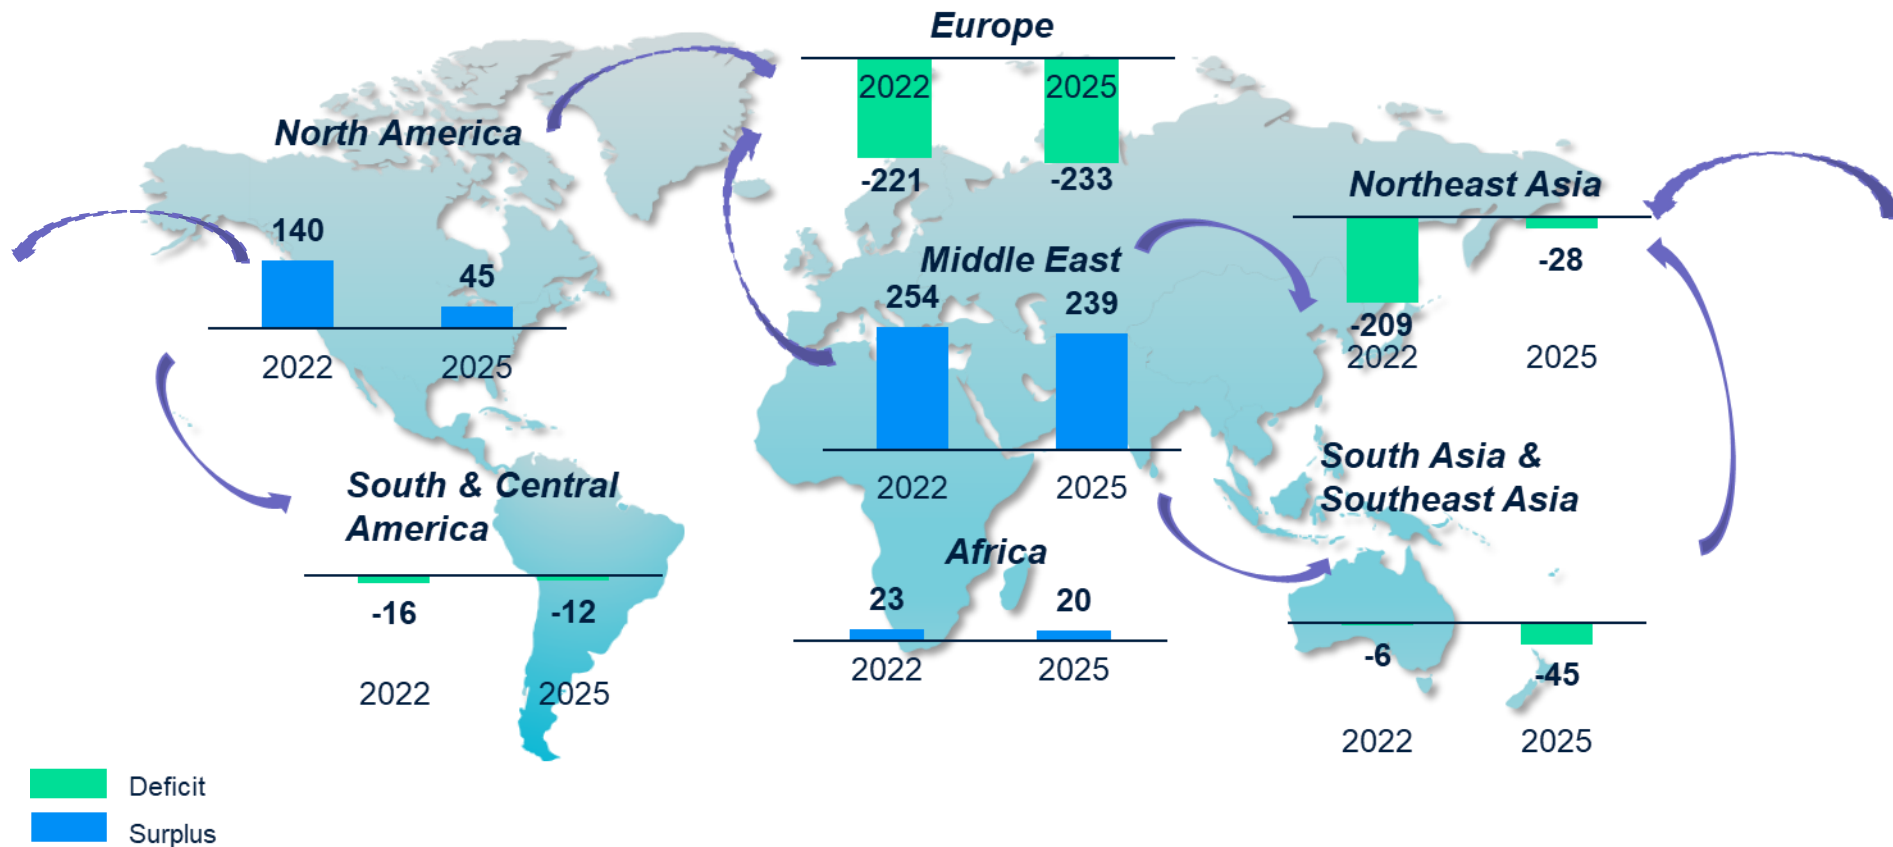 Europe
2022 2025
-221 -233
North America
140 45
2022 2025
Northeast Asia
-209 -28
2022 2025
Middle East
254 239
2022 2025
South & Central
America
-16 -12
2022 2025
Africa
23 20
2022 2025
South Asia &
Southeast Asia
-6 -45
2022 2025
Deficit
Surplus